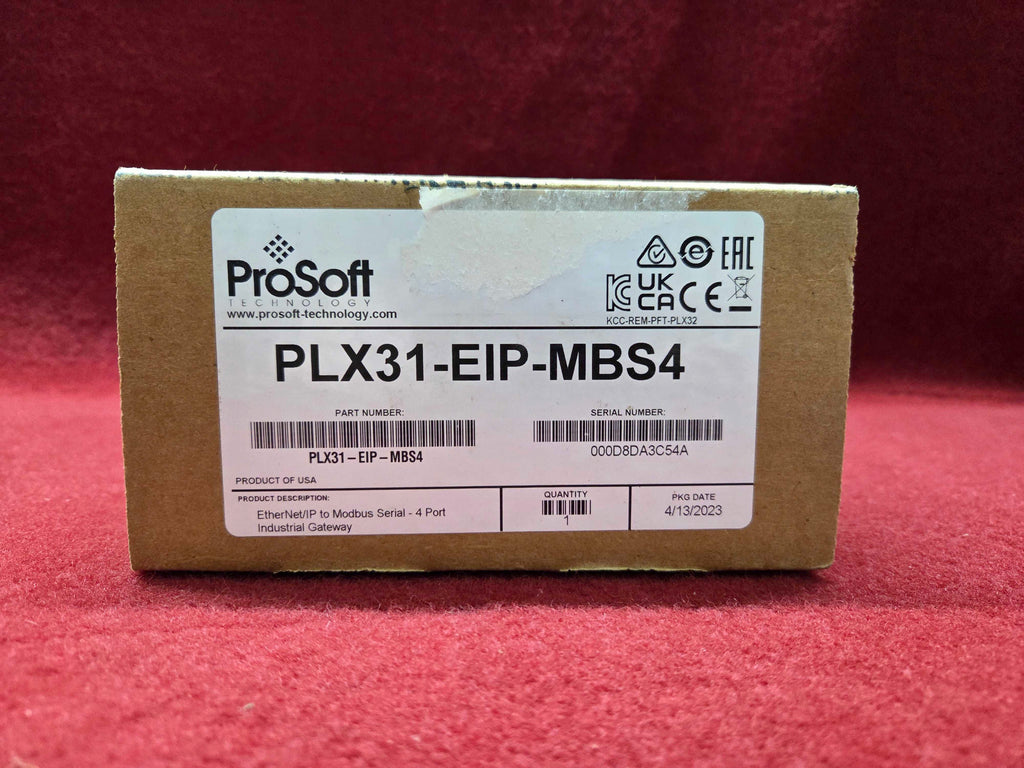 ProSoft
TECHNOLOGY
www.prosoft-technology.com
EAC
UK
CA
CE
KCC-REM-PFT-PLX32
PLX31-EIP-MBS4
PART NUMBER:
PLX31-EIP-MBS4
SERIAL NUMBER:
000D8DA3C54A
PRODUCT OF USA
PRODUCT DESCRIPTION:
EtherNet/IP to Modbus Serial - 4 Port
Industrial Gateway
QUANTITY
1
PKG DATE
4/13/2023